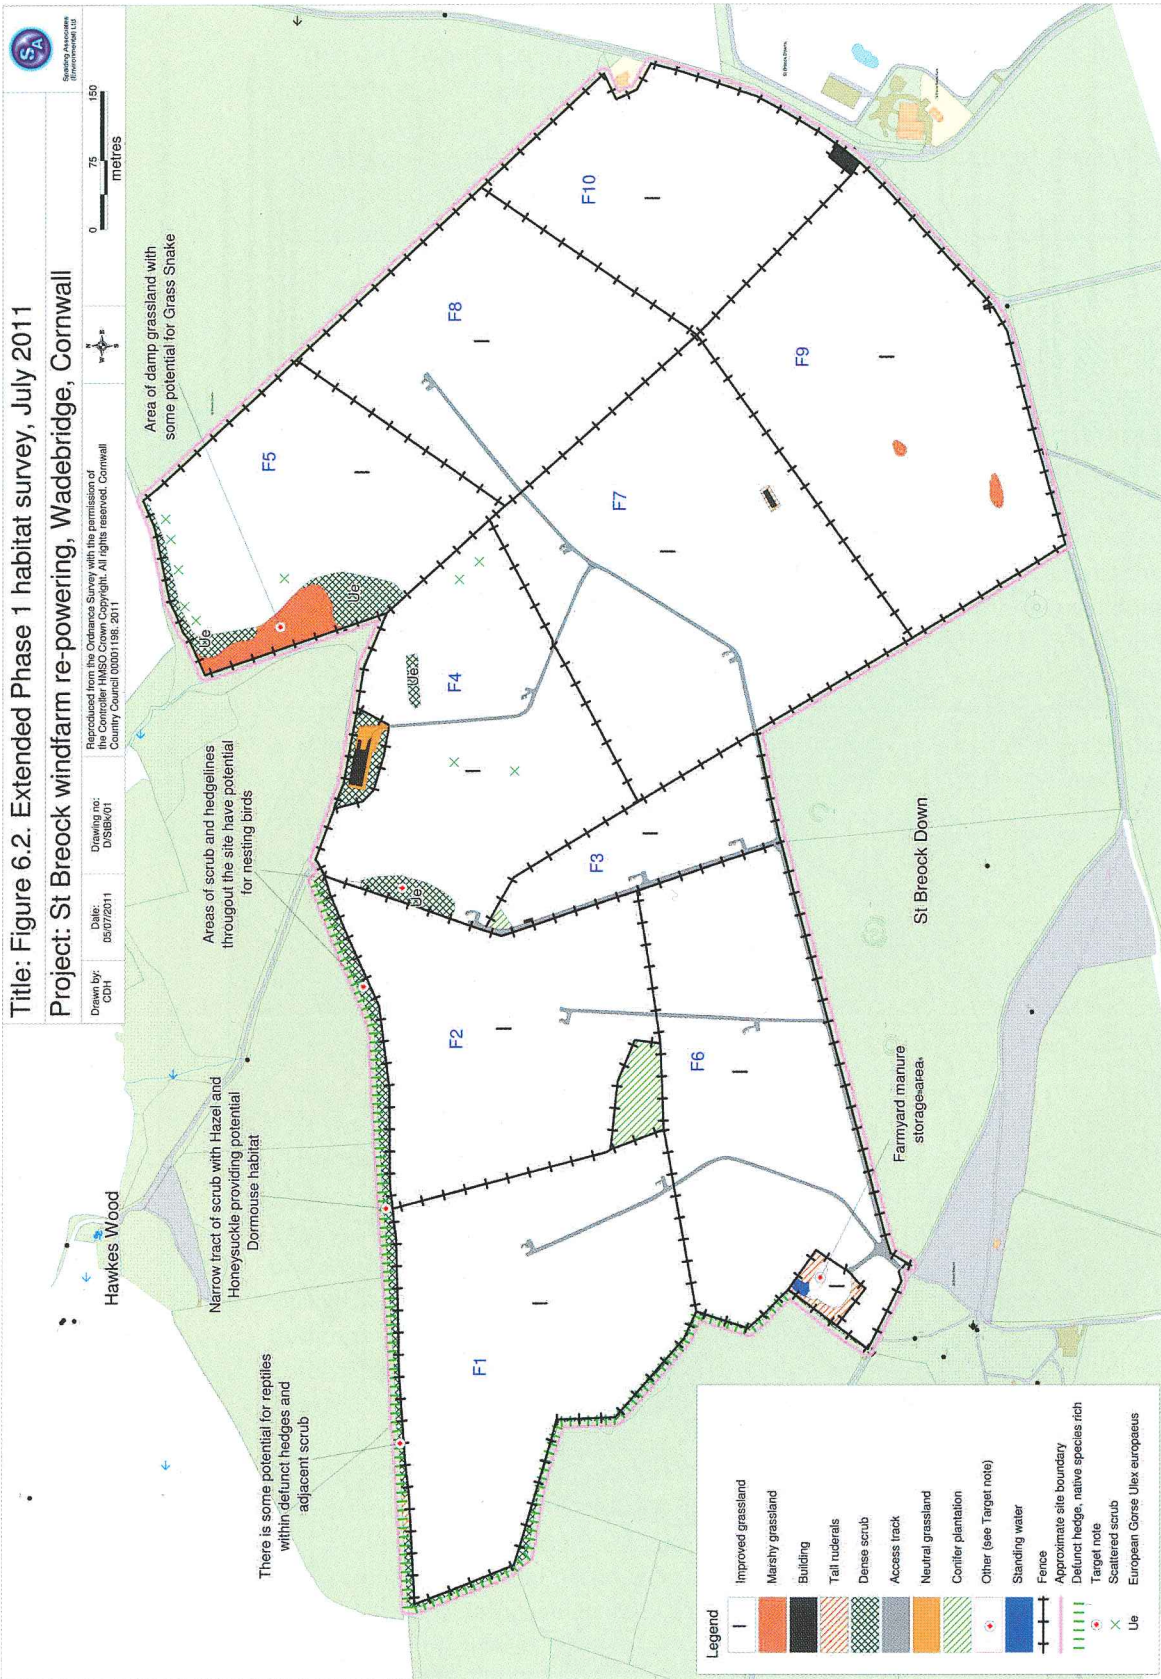 Title: Figure 6.2. Extended Phase 1 habitat survey, July 2011
Project: St Breock windfarm re-powering, Wadebridge, Cornwall
SA
Speading Associates
(Environmental) Ltd
Drawn by:
CDH
Date:
05/07/2011
Drawing no:
D/StBk/01
Reproduced from the Ordnance Survey with the permission of
the Controller HMSO Crown Copyright. All rights reserved. Cornwall
Country Council 000011198. 2011
N
W
E
S
0
75
150
metres
Hawkes Wood
There is some potential for reptiles
within defunct hedges and
adjacent scrub
Narrow tract of scrub with Hazel and
Honeysuckle providing potential
Dormouse habitat
Areas of scrub and hedgelines
througout the site have potential
for nesting birds
Area of damp grassland with
some potential for Grass Snake
F1
F2
F3
F4
F5
F6
F7
F8
F9
F10
Ue
Ue
Ue
Ue
I
I
I
I
I
I
I
I
I
I
I
Farmyard manure
storage area
St Breock Down
Legend
I
Improved grassland
Marshy grassland
Building
Tall ruderals
Dense scrub
Access track
Neutral grassland
Conifer plantation
Other (see Target note)
Standing water
Fence
Approximate site boundary
Defunct hedge, native species rich
Target note
Scattered scrub
Ue
European Gorse Ulex europaeus